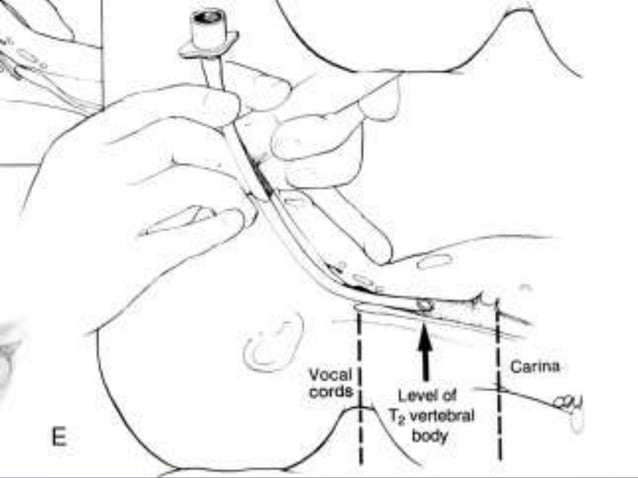 Vocal
cords
Level of
T₂ vertebral
body
Carina
E